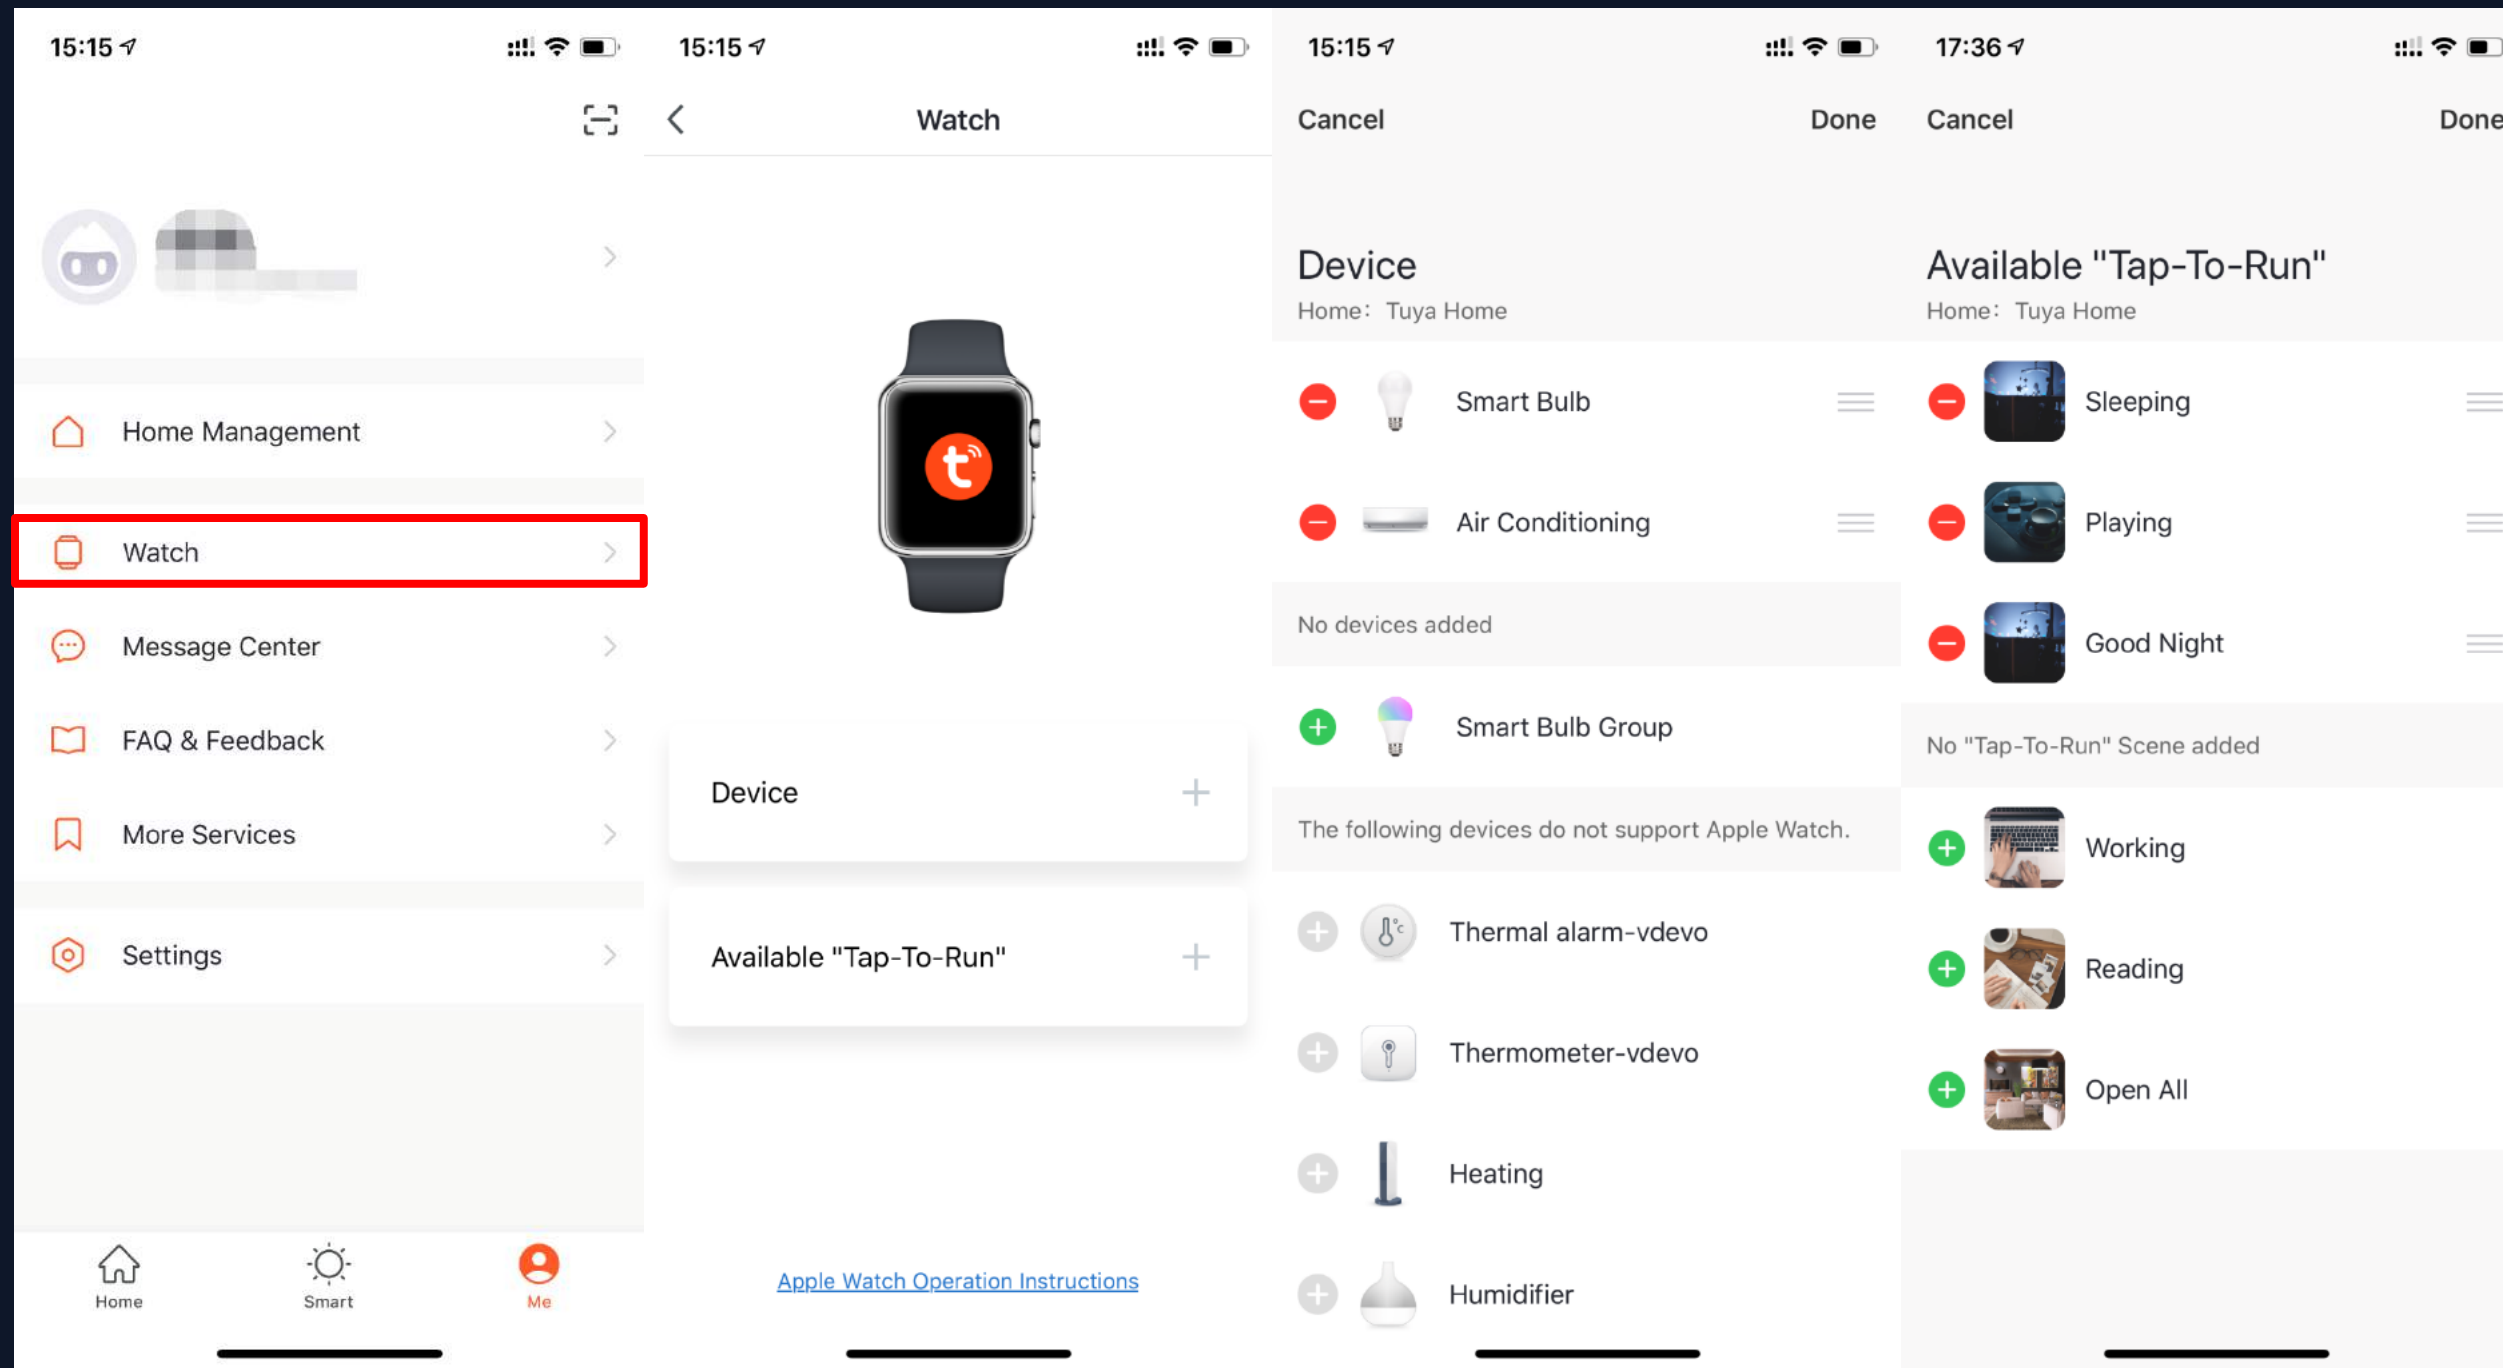 15:15
Home Management
Watch
Message Center
FAQ & Feedback
More Services
Settings
Home
Smart
Me
15:15
Watch
Device
Available "Tap-To-Run"
Apple Watch Operation Instructions
15:15
Cancel
Done
Device
Home: Tuya Home
Smart Bulb
Air Conditioning
No devices added
Smart Bulb Group
The following devices do not support Apple Watch.
°c
Thermal alarm-vdevo
Thermometer-vdevo
Heating
Humidifier
17:36
Cancel
Done
Available "Tap-To-Run"
Home: Tuya Home
Sleeping
Playing
Good Night
No "Tap-To-Run" Scene added
Working
Reading
Open All